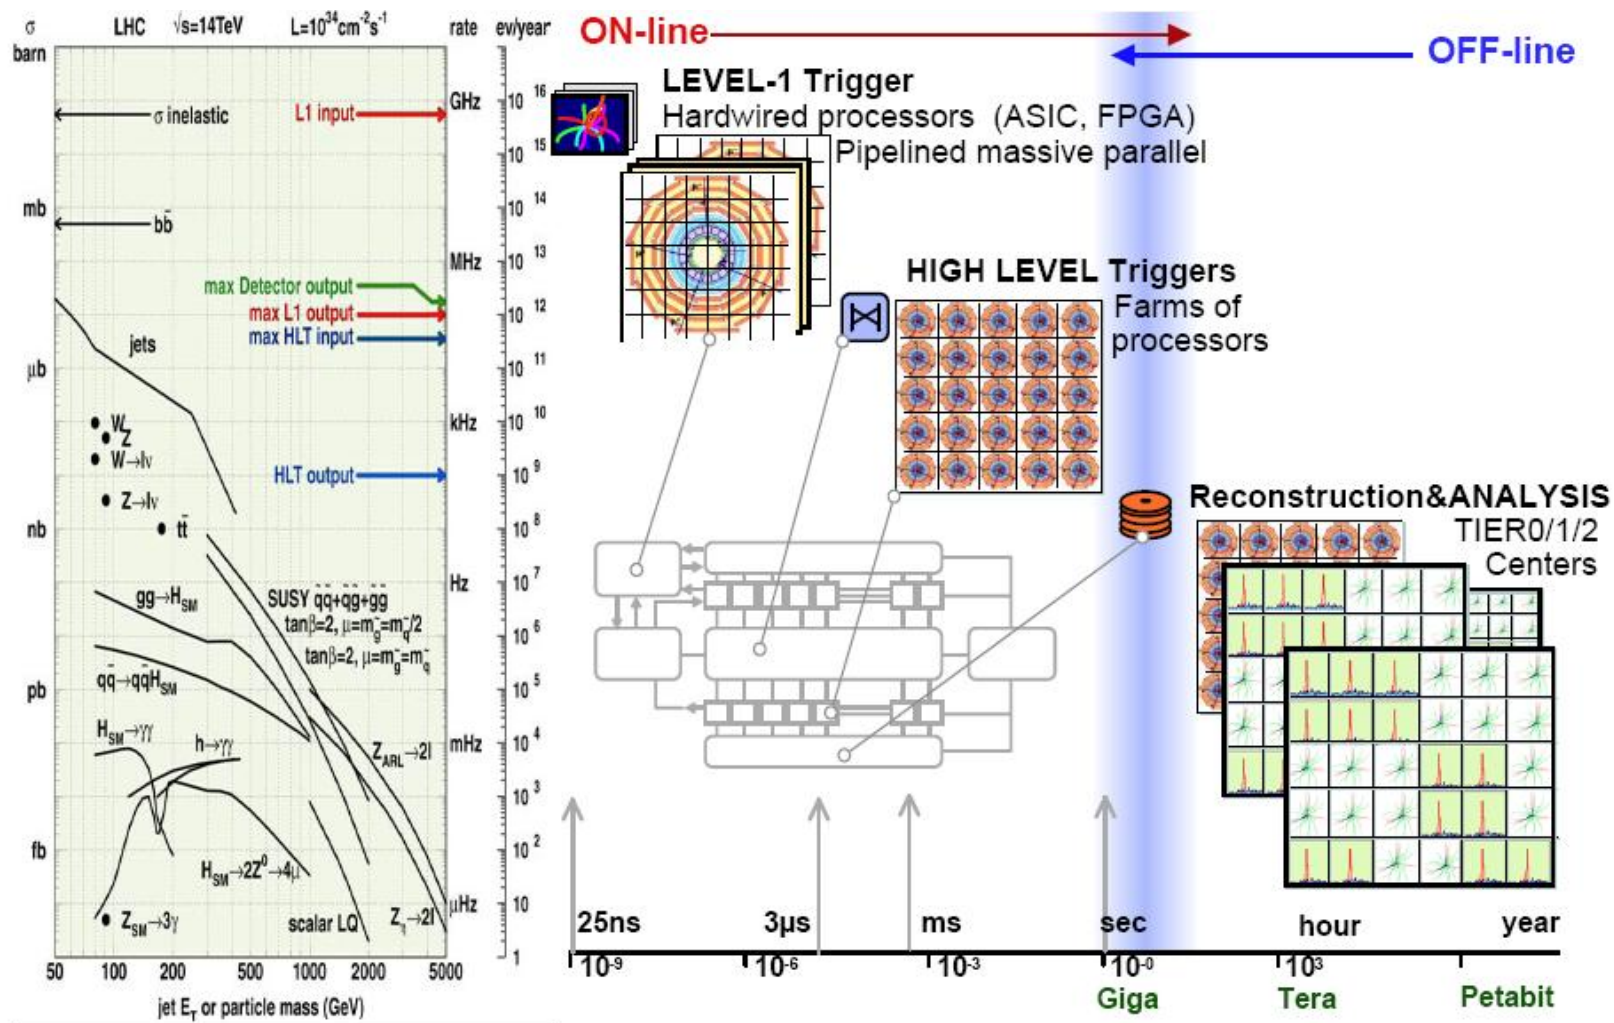 σ LHC √s=14TeV L=10³⁴cm⁻²s⁻¹ rate ev/year
barn
GHz
mb
MHz
μb
kHz
nb
Hz
pb
mHz
fb
μHz
10¹⁶
10¹⁵
10¹⁴
10¹³
10¹²
10¹¹
10¹⁰
10⁹
10⁸
10⁷
10⁶
10⁵
10⁴
10³
10²
10
1
σ inelastic
L1 input
bb̄
max Detector output
max L1 output
max HLT input
jets
W
Z
W→lν
HLT output
Z→lν
tt̄
gg→H_SM
SUSY q̃q̃+q̃g̃+g̃g̃
tanβ=2, μ=m_g̃=m_q̃/2
tanβ=2, μ=m_g̃=m_q̃
qq̄→qq̄H_SM
H_SM→γγ
h→γγ
Z_ARL→2l
H_SM→2Z⁰→4μ
Z_SM→3γ
scalar LQ
Z_η→2l
50 100 200 500 1000 2000 5000
jet E_T or particle mass (GeV)
ON-line
OFF-line
LEVEL-1 Trigger
Hardwired processors (ASIC, FPGA)
Pipelined massive parallel
HIGH LEVEL Triggers
Farms of
processors
Reconstruction&ANALYSIS
TIER0/1/2
Centers
25ns 3μs ms sec hour year
10⁻⁹ 10⁻⁶ 10⁻³ 10⁻⁰ 10³
Giga Tera Petabit